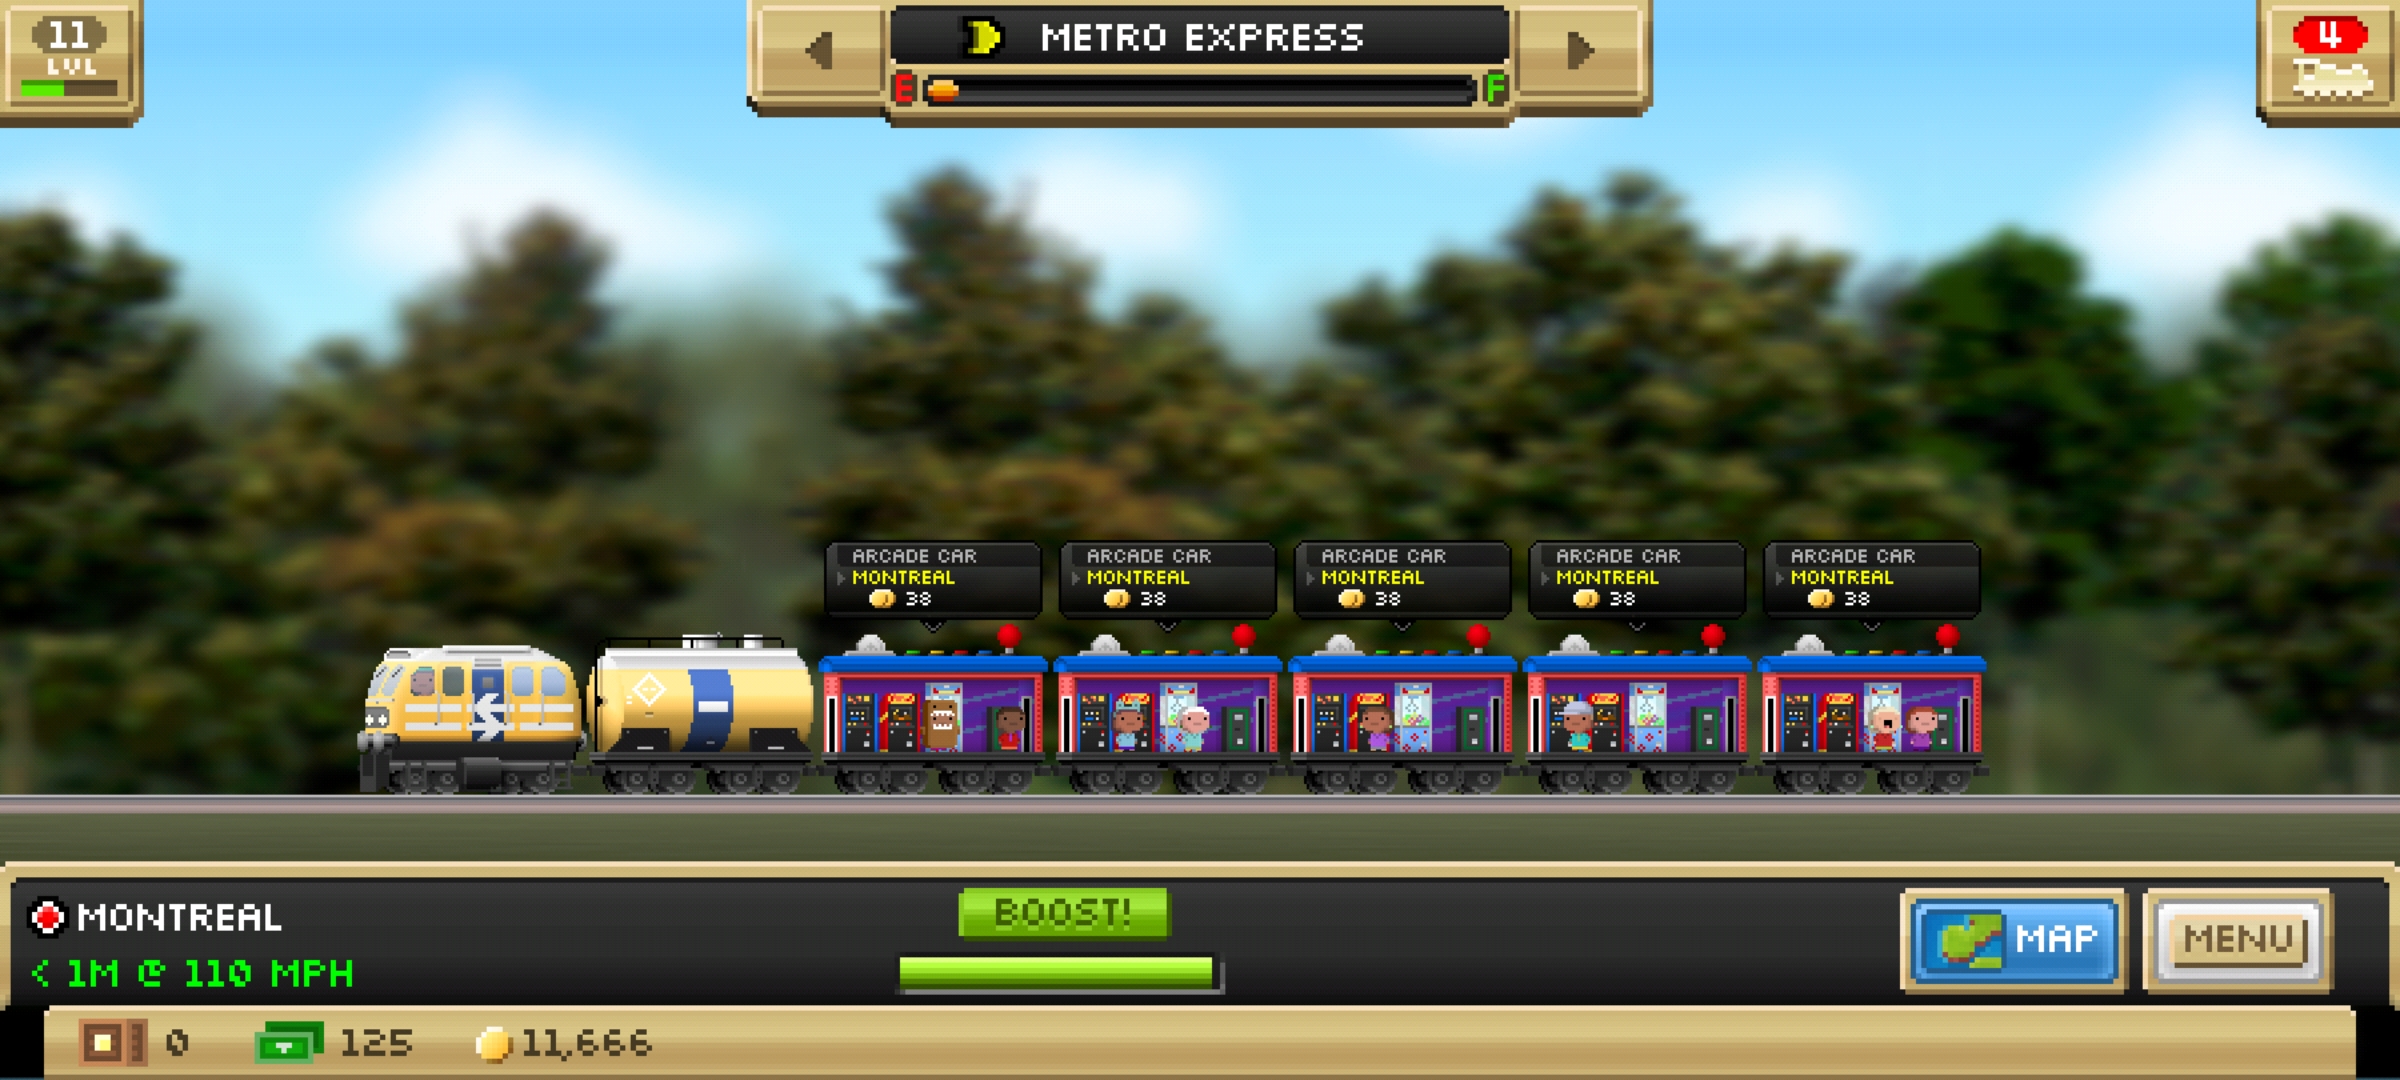 11
LVL
METRO EXPRESS
E F
4
ARCADE CAR
MONTREAL
38
ARCADE CAR
MONTREAL
38
ARCADE CAR
MONTREAL
38
ARCADE CAR
MONTREAL
38
ARCADE CAR
MONTREAL
38
MONTREAL
< 1M @ 110 MPH
BOOST!
MAP
MENU
0
125
11,666